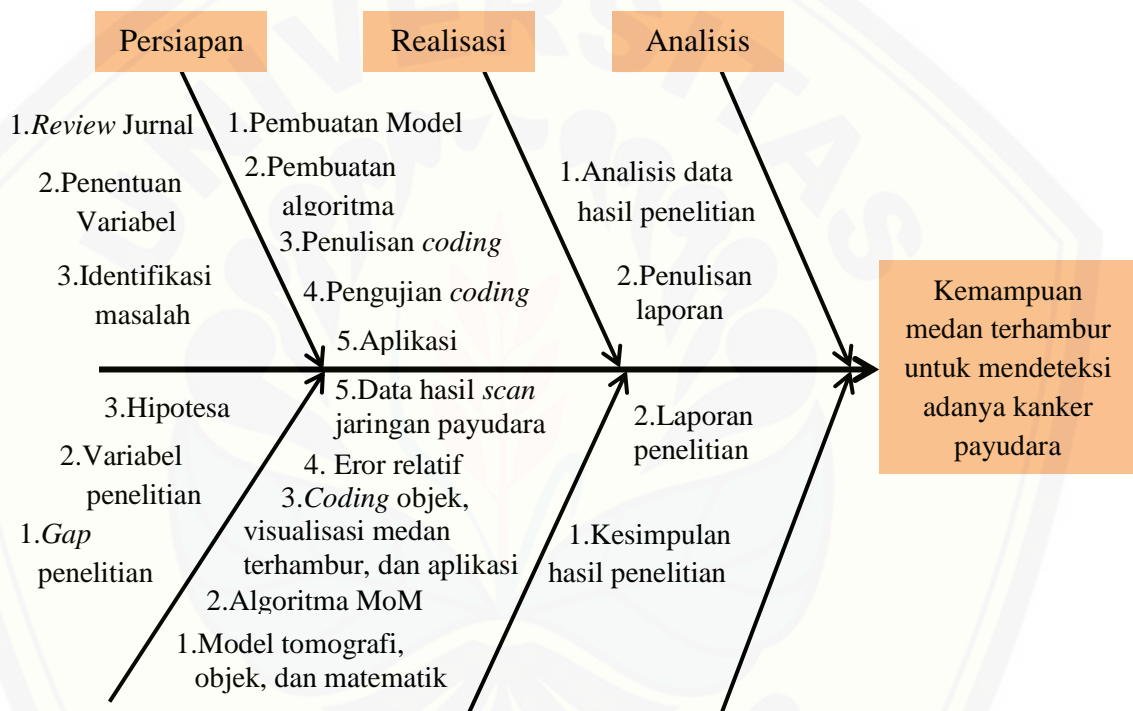 UNIVERSITAS
Persiapan
Realisasi
Analisis
1.Review Jurnal
2.Penentuan
Variabel
3.Identifikasi
masalah
1.Pembuatan Model
2.Pembuatan
algoritma
3.Penulisan coding
4.Pengujian coding
5.Aplikasi
1.Analisis data
hasil penelitian
2.Penulisan
laporan
Kemampuan
medan terhambur
untuk mendeteksi
adanya kanker
payudara
3.Hipotesa
2.Variabel
penelitian
1.Gap
penelitian
5.Data hasil scan
jaringan payudara
4. Eror relatif
3.Coding objek,
visualisasi medan
terhambur, dan aplikasi
2.Algoritma MoM
1.Model tomografi,
objek, dan matematik
2.Laporan
penelitian
1.Kesimpulan
hasil penelitian